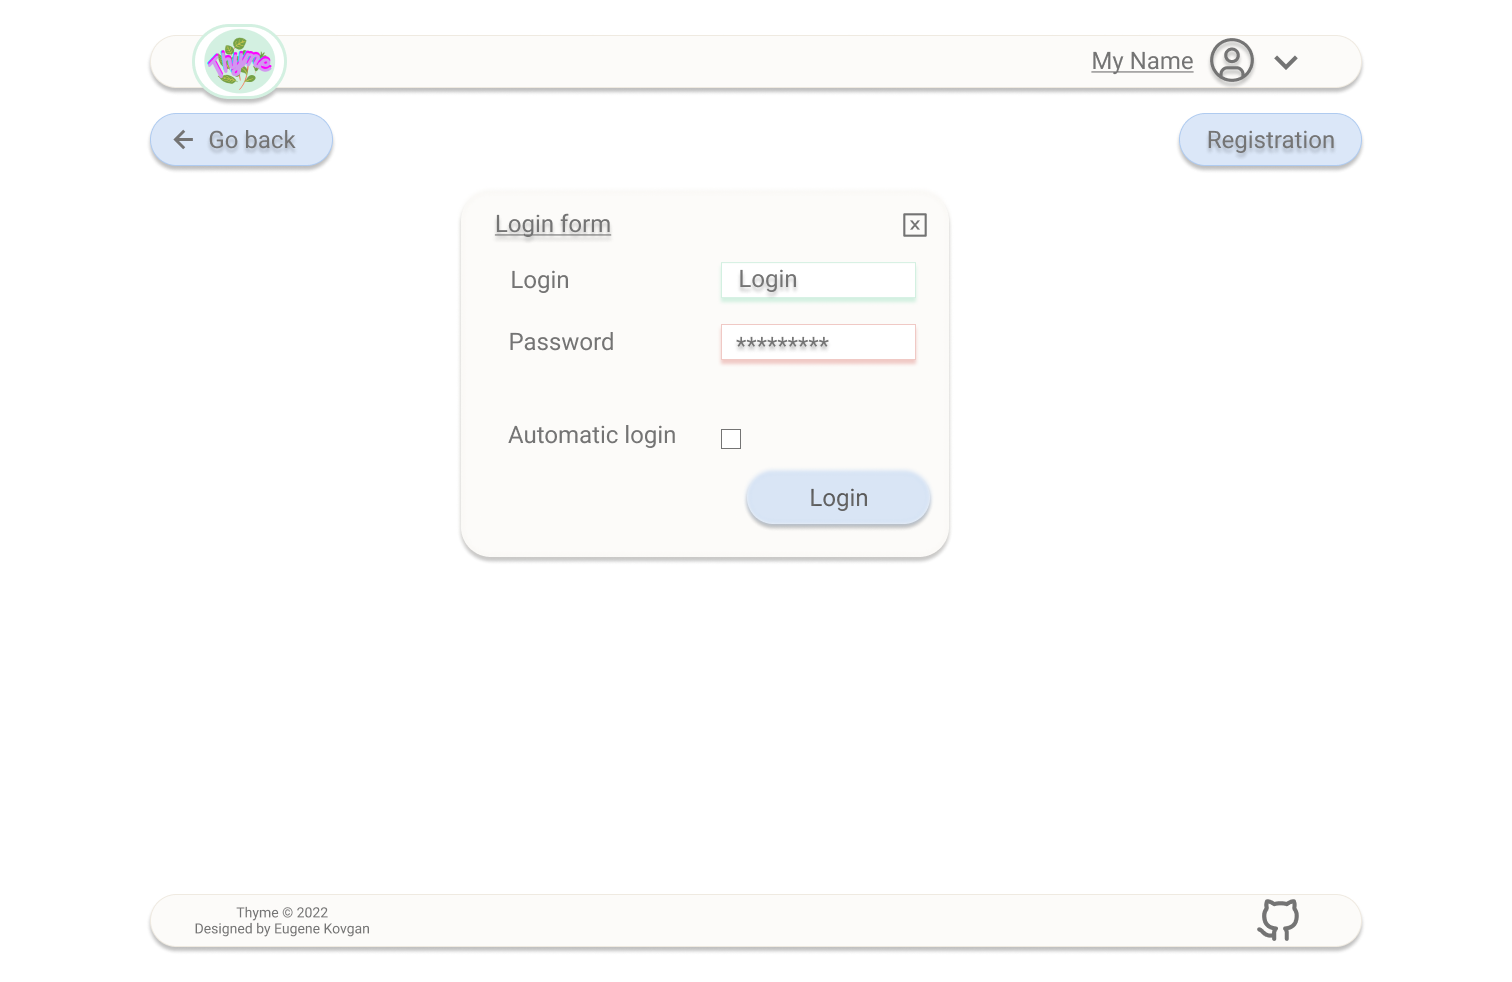 Thyme
My Name
Go back
Registration
Login form
x
Login
Login
Password
*********
Automatic login
Login
Thyme © 2022
Designed by Eugene Kovgan